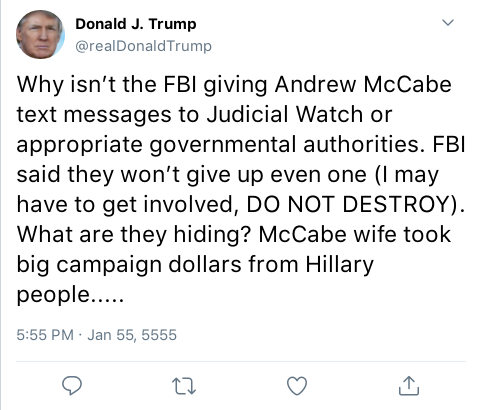 Donald J. Trump
@realDonaldTrump
Why isn’t the FBI giving Andrew McCabe
text messages to Judicial Watch or
appropriate governmental authorities. FBI
said they won’t give up even one (I may
have to get involved, DO NOT DESTROY).
What are they hiding? McCabe wife took
big campaign dollars from Hillary
people.....
5:55 PM · Jan 55, 5555